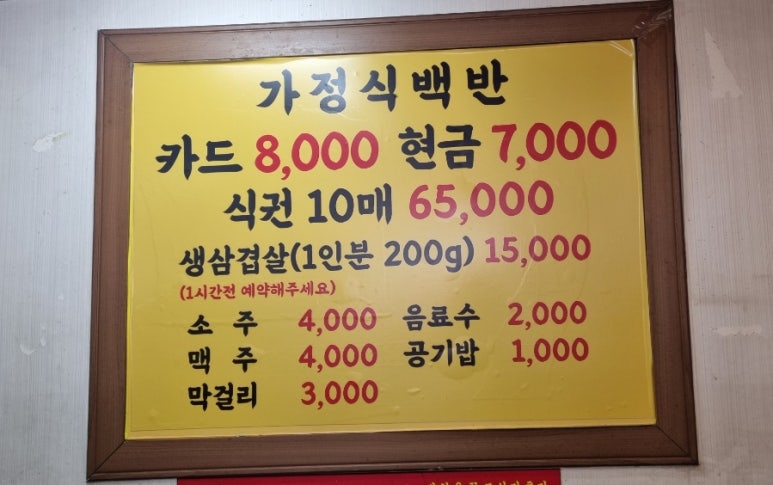 가정식백반
카드 8,000 현금 7,000
식권 10매 65,000
생삼겹살(1인분 200g) 15,000
(1시간전 예약해주세요)
소 주 4,000 음료수 2,000
맥 주 4,000 공기밥 1,000
막걸리 3,000